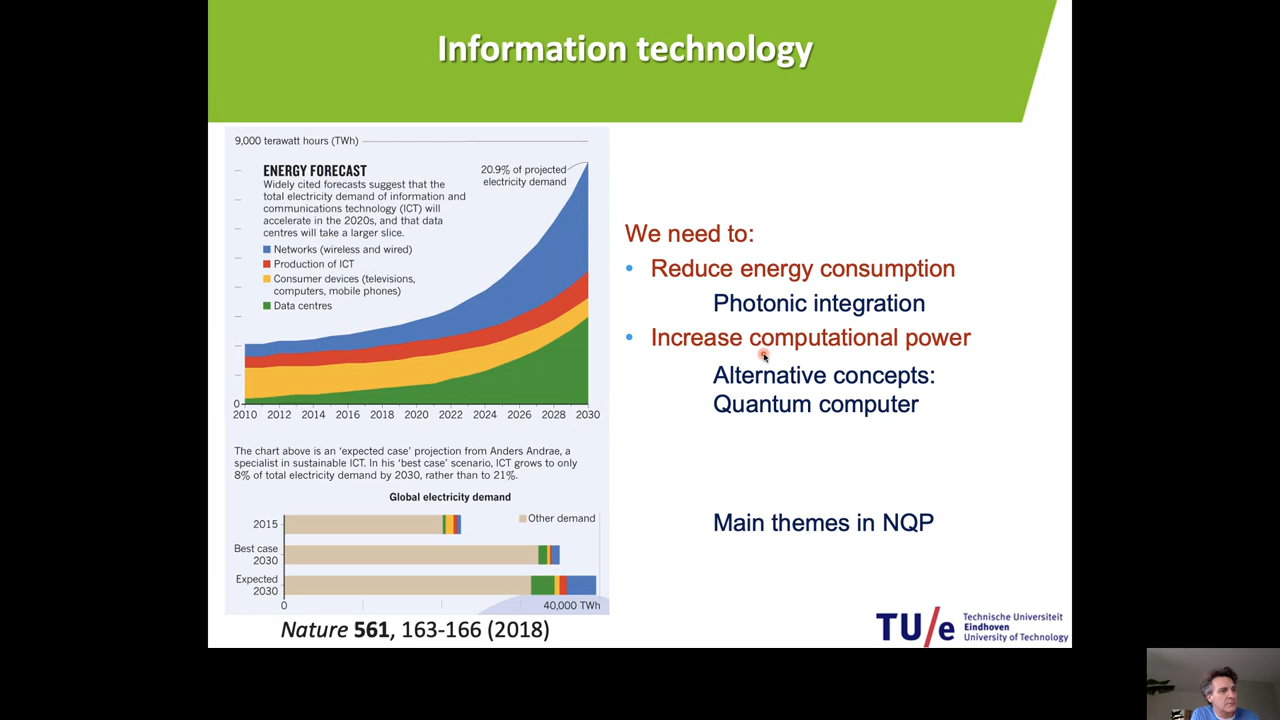 Information technology
9,000 terawatt hours (TWh)
ENERGY FORECAST
Widely cited forecasts suggest that the
total electricity demand of information and
communications technology (ICT) will
accelerate in the 2020s, and that data
centres will take a larger slice.
Networks (wireless and wired)
Production of ICT
Consumer devices (televisions,
computers, mobile phones)
Data centres
20.9% of projected
electricity demand
0
2010 2012 2014 2016 2018 2020 2022 2024 2026 2028 2030
The chart above is an ‘expected case’ projection from Anders Andrae, a
specialist in sustainable ICT. In his ‘best case’ scenario, ICT grows to only
8% of total electricity demand by 2030, rather than to 21%.
Global electricity demand
Other demand
2015
Best case
2030
Expected
2030
0 40,000 TWh
Nature 561, 163-166 (2018)
We need to:
• Reduce energy consumption
Photonic integration
• Increase computational power
Alternative concepts:
Quantum computer
Main themes in NQP
TU/e
Technische Universiteit
Eindhoven
University of Technology